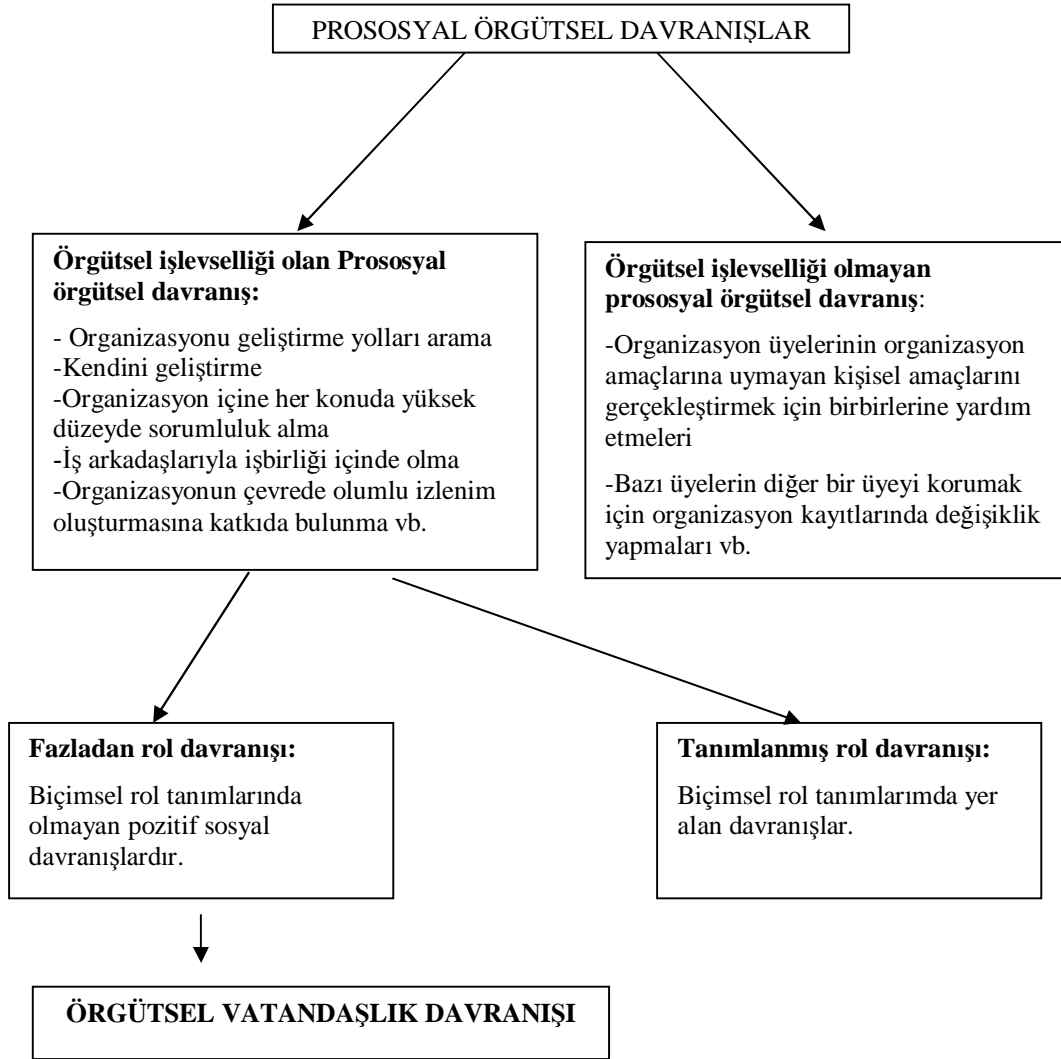 PROSOSYAL ÖRGÜTSEL DAVRANIŞLAR
Örgütsel işlevselliği olan Prososyal
örgütsel davranış:
- Organizasyonu geliştirme yolları arama
-Kendini geliştirme
-Organizasyon içine her konuda yüksek
düzeyde sorumluluk alma
-İş arkadaşlarıyla işbirliği içinde olma
-Organizasyonun çevrede olumlu izlenim
oluşturmasına katkıda bulunma vb.
Örgütsel işlevselliği olmayan
prososyal örgütsel davranış:
-Organizasyon üyelerinin organizasyon
amaçlarına uymayan kişisel amaçlarını
gerçekleştirmek için birbirlerine yardım
etmeleri
-Bazı üyelerin diğer bir üyeyi korumak
için organizasyon kayıtlarında değişiklik
yapmaları vb.
Fazladan rol davranışı:
Biçimsel rol tanımlarında
olmayan pozitif sosyal
davranışlardır.
Tanımlanmış rol davranışı:
Biçimsel rol tanımlarımda yer
alan davranışlar.
ÖRGÜTSEL VATANDAŞLIK DAVRANIŞI